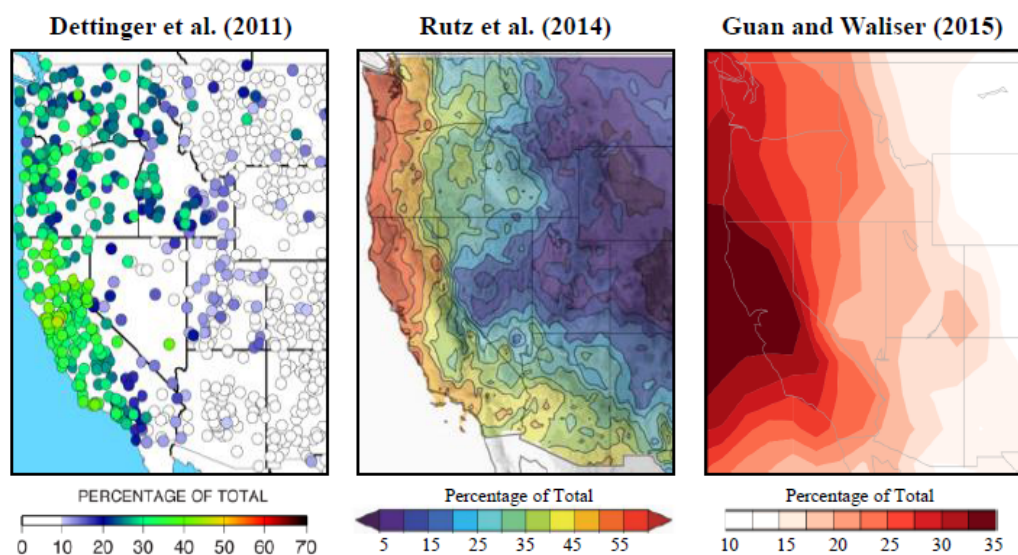 Dettinger et al. (2011)
Rutz et al. (2014)
Guan and Waliser (2015)
PERCENTAGE OF TOTAL
0 10 20 30 40 50 60 70
Percentage of Total
5 15 25 35 45 55
Percentage of Total
10 15 20 25 30 35